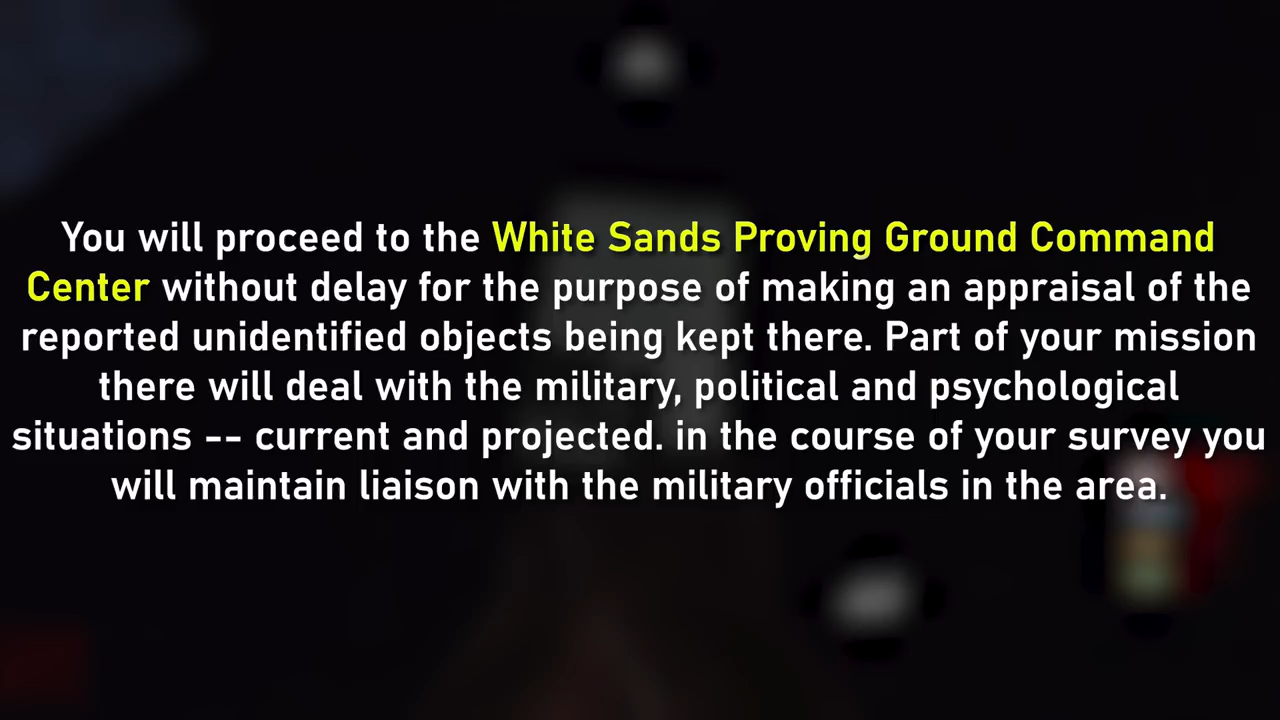 You will proceed to the White Sands Proving Ground Command
Center without delay for the purpose of making an appraisal of the
reported unidentified objects being kept there. Part of your mission
there will deal with the military, political and psychological
situations -- current and projected. in the course of your survey you
will maintain liaison with the military officials in the area.